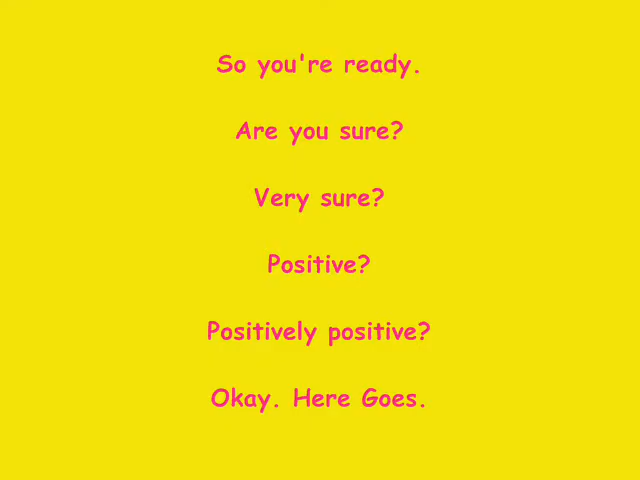 So you're ready.
Are you sure?
Very sure?
Positive?
Positively positive?
Okay. Here Goes.